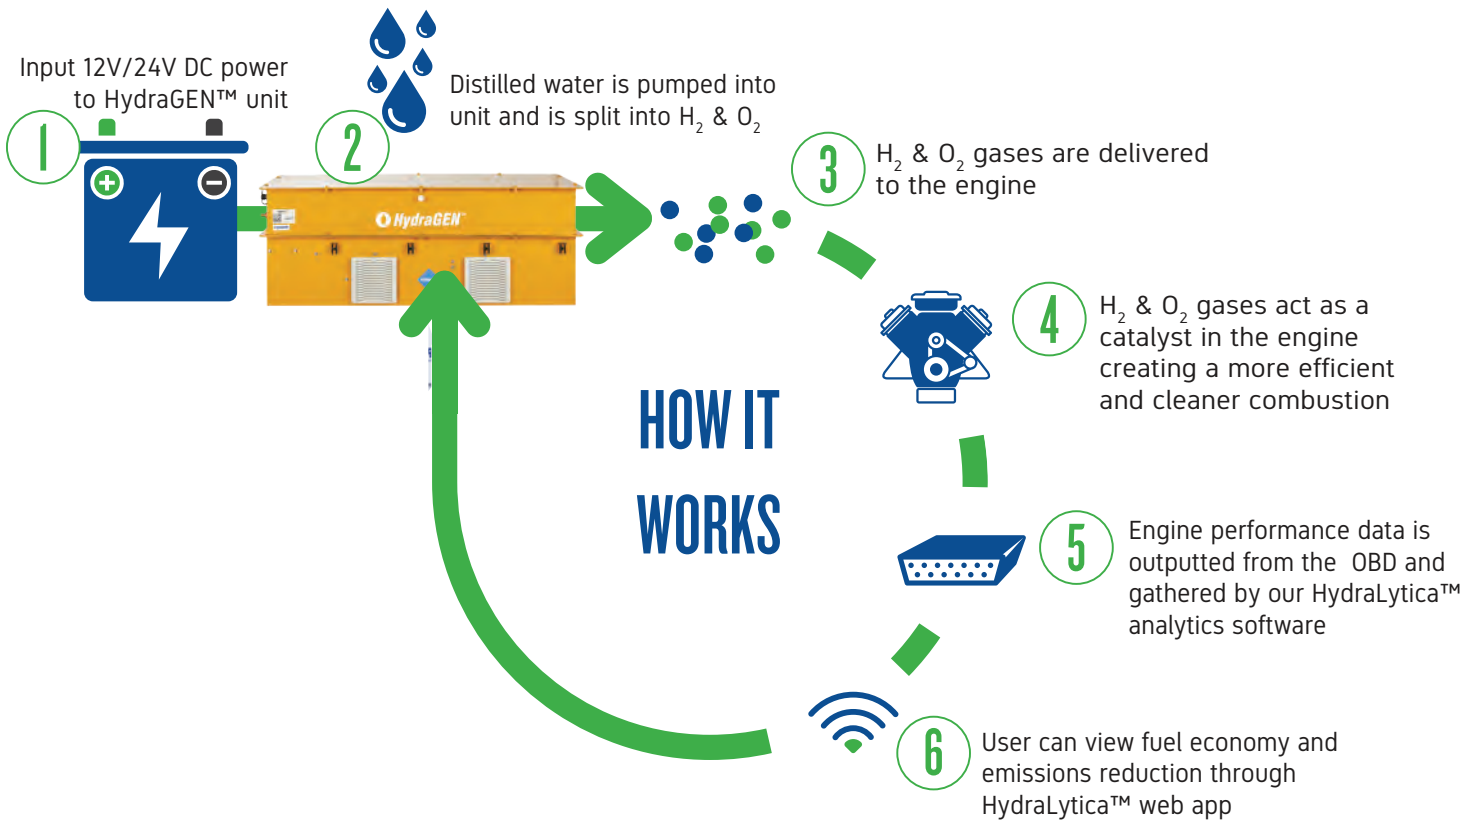 Input 12V/24V DC power
to HydraGEN™ unit
1
2
Distilled water is pumped into
unit and is split into H₂ & O₂
HydraGEN™
3
H₂ & O₂ gases are delivered
to the engine
4
H₂ & O₂ gases act as a
catalyst in the engine
creating a more efficient
and cleaner combustion
HOW IT
WORKS
5
Engine performance data is
outputted from the OBD and
gathered by our HydraLytica™
analytics software
6
User can view fuel economy and
emissions reduction through
HydraLytica™ web app